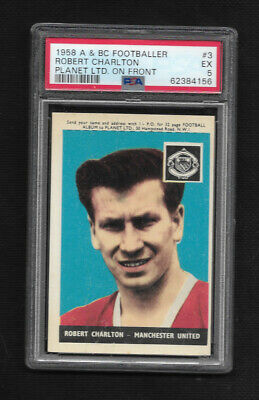 1958 A & BC FOOTBALLER #3
ROBERT CHARLTON EX
PLANET LTD. ON FRONT 5
PSA 62384156
Send your name and address with 1/- P.O. for 32 page FOOTBALL
ALBUM to PLANET LTD., 30 Hampstead Road, N.W.1
ROBERT CHARLTON - MANCHESTER UNITED